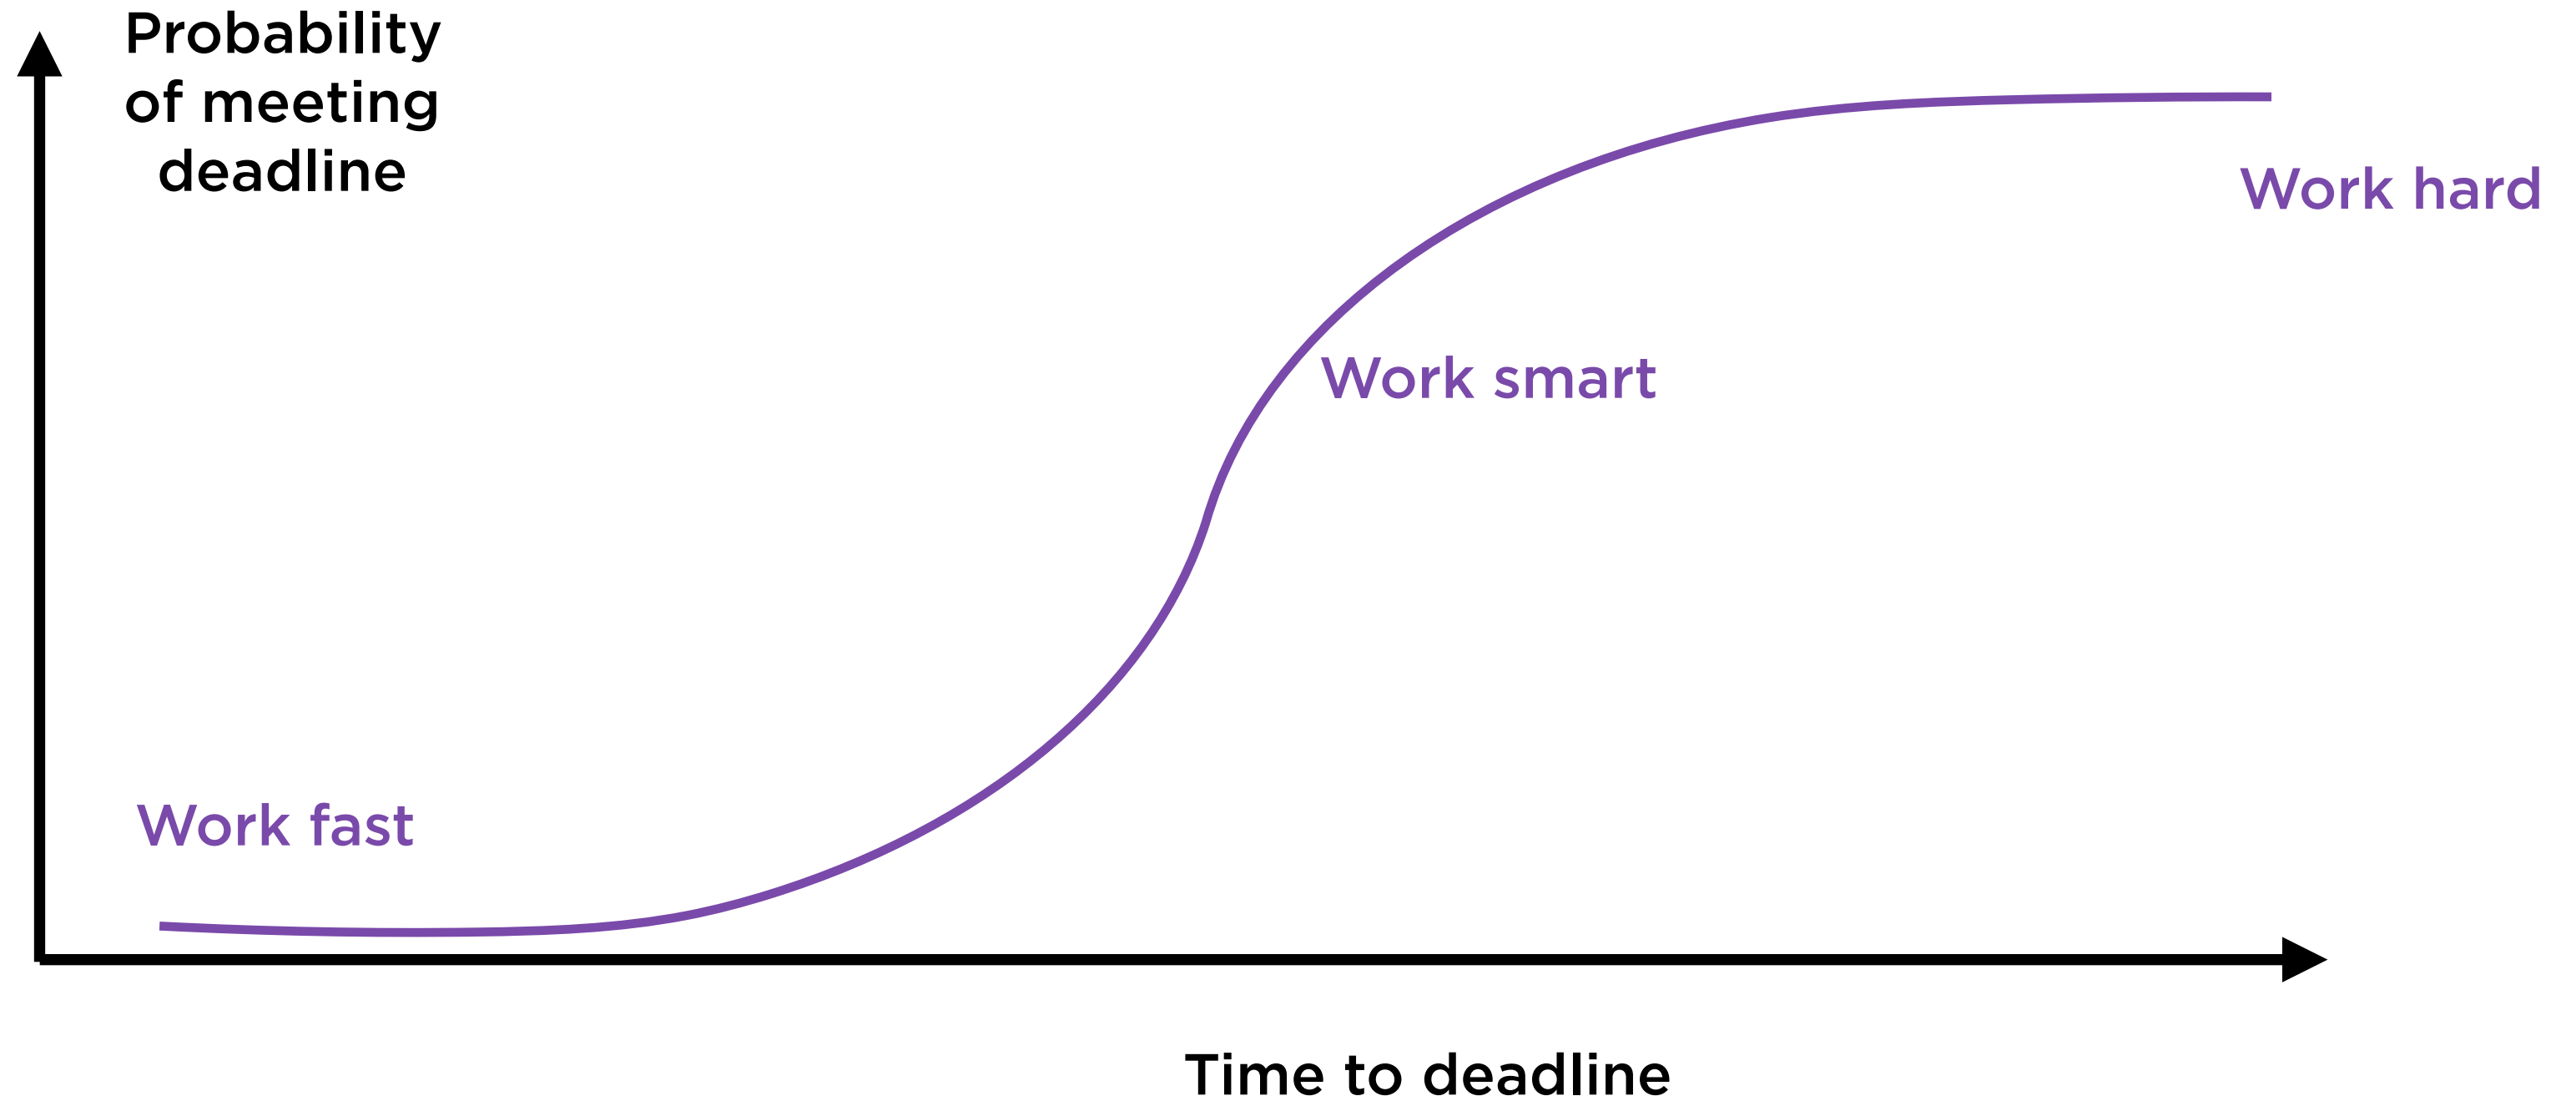 Probability
of meeting
deadline
Work hard
Work smart
Work fast
Time to deadline